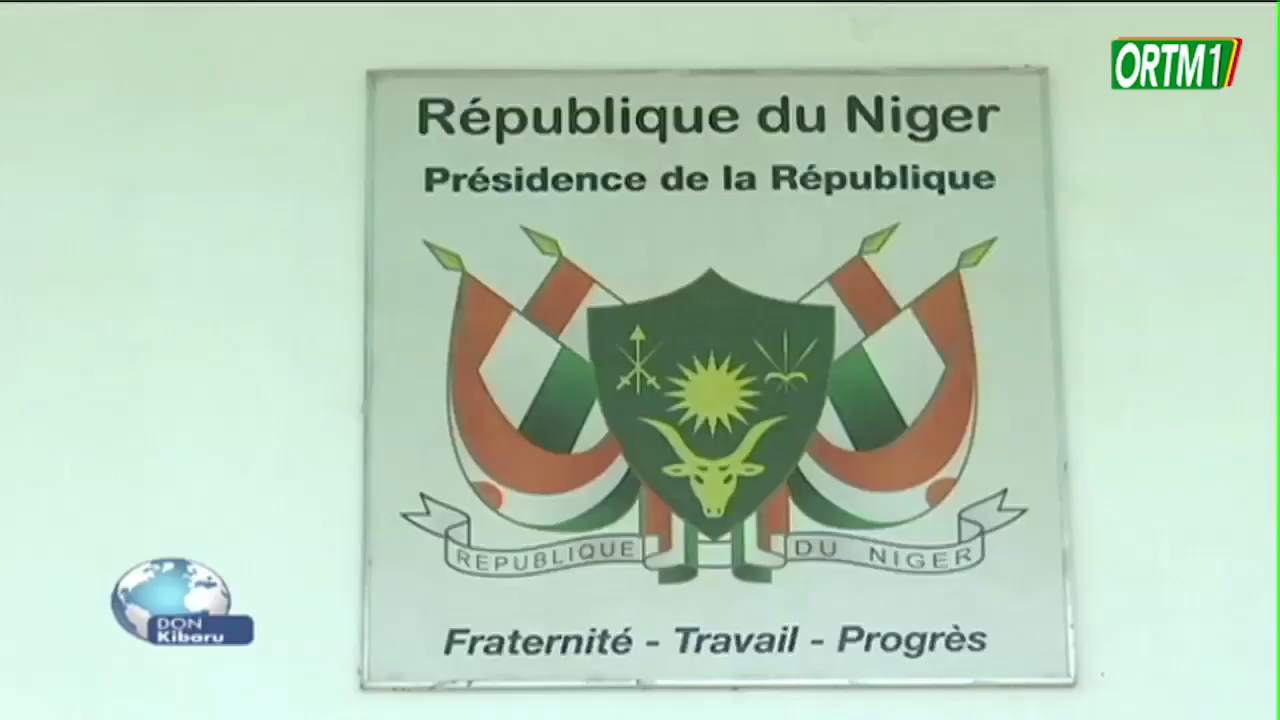 ORTM1
République du Niger
Présidence de la République
REPUBLIQUE DU NIGER
DON
Kibaru
Fraternité - Travail - Progrès